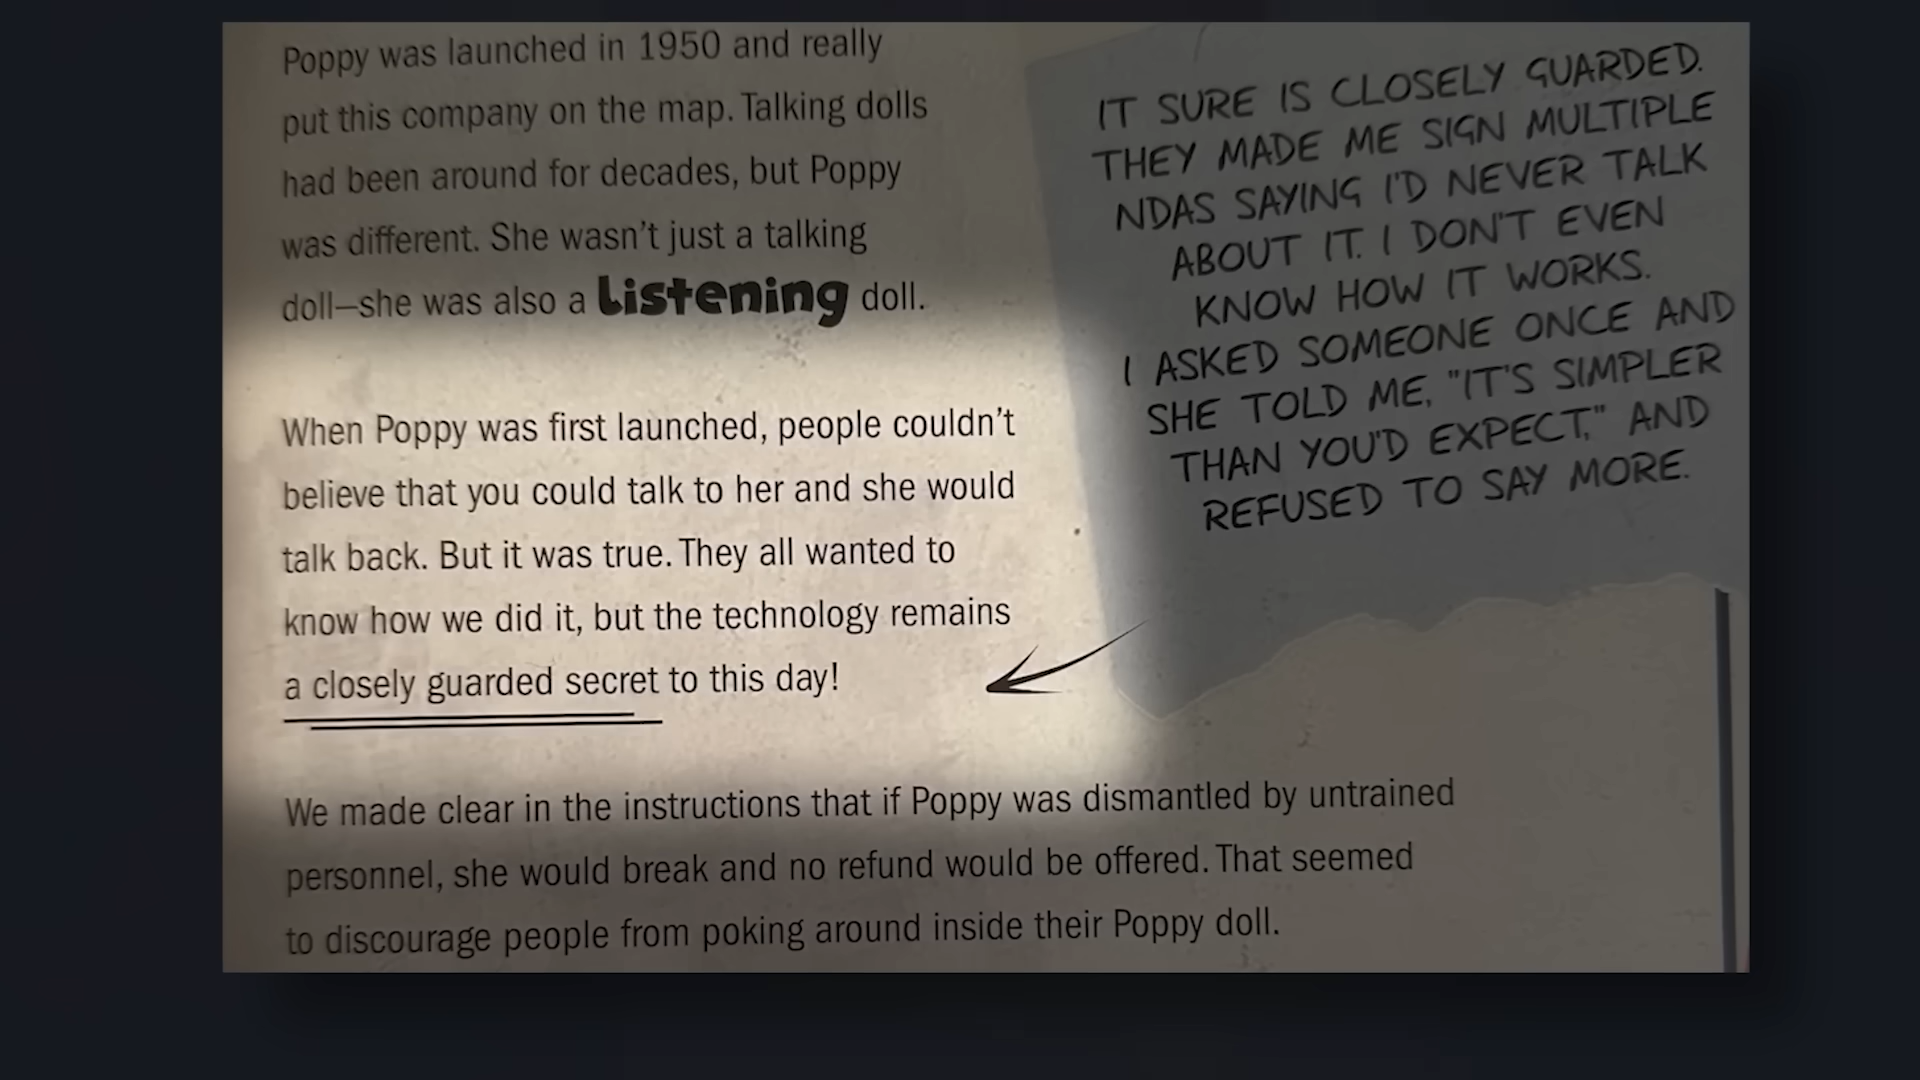 Poppy was launched in 1950 and really
put this company on the map. Talking dolls
had been around for decades, but Poppy
was different. She wasn't just a talking
doll—she was also a Listening doll.
When Poppy was first launched, people couldn't
believe that you could talk to her and she would
talk back. But it was true. They all wanted to
know how we did it, but the technology remains
a closely guarded secret to this day!
We made clear in the instructions that if Poppy was dismantled by untrained
personnel, she would break and no refund would be offered. That seemed
to discourage people from poking around inside their Poppy doll.
IT SURE IS CLOSELY GUARDED.
THEY MADE ME SIGN MULTIPLE
NDAS SAYING I'D NEVER TALK
ABOUT IT. I DON'T EVEN
KNOW HOW IT WORKS.
I ASKED SOMEONE ONCE AND
SHE TOLD ME, "IT'S SIMPLER
THAN YOU'D EXPECT," AND
REFUSED TO SAY MORE.